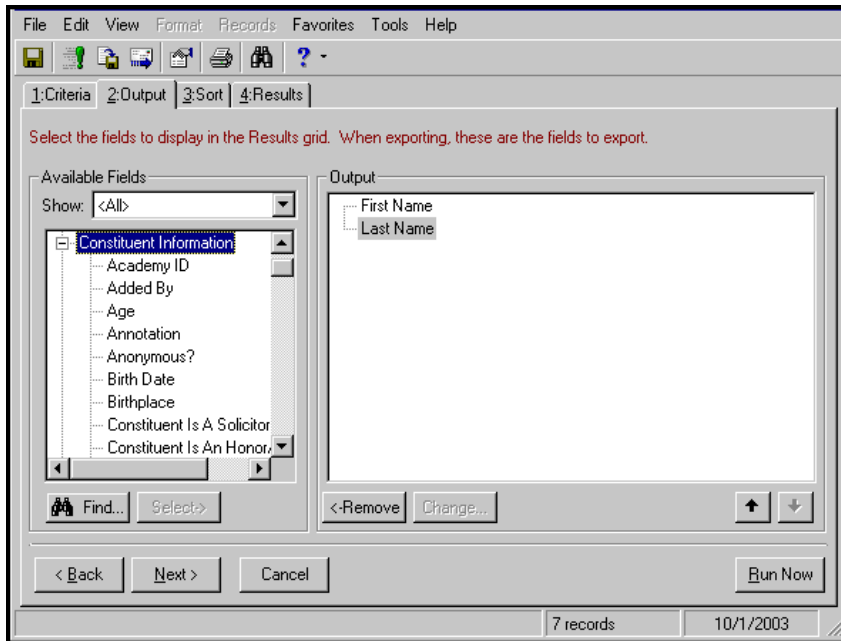 File Edit View Format Records Favorites Tools Help
?
1:Criteria 2:Output 3:Sort 4:Results
Select the fields to display in the Results grid. When exporting, these are the fields to export.
Available Fields
Show: <All>
Constituent Information
Academy ID
Added By
Age
Annotation
Anonymous?
Birth Date
Birthplace
Constituent Is A Solicitor
Constituent Is An Honor
Find... Select->
Output
First Name
Last Name
<-Remove Change...
< Back Next > Cancel Run Now
7 records 10/1/2003